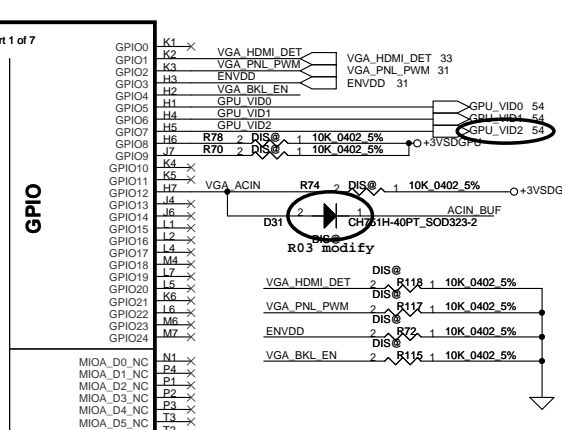 rt 1 of 7
GPIO
GPIO0 K1
GPIO1 K2 VGA_HDMI_DET VGA_HDMI_DET 33
GPIO2 K3 VGA_PNL_PWM VGA_PNL_PWM 31
GPIO3 H3 ENVDD ENVDD 31
GPIO4 H2 VGA_BKL_EN
GPIO5 H1 GPU_VID0 GPU_VID0 54
GPIO6 H4 GPU_VID1 GPU_VID1 54
GPIO7 H5 GPU_VID2 GPU_VID2 54
GPIO8 H6 R78 2 DIS@ 1 10K_0402_5% +3VSDGPU
GPIO9 J7 R70 2 DIS@ 1 10K_0402_5%
GPIO10 K4
GPIO11 K5
GPIO12 H7 VGA_ACIN R74 2 DIS@ 1 10K_0402_5% +3VSDG
GPIO13 J4
GPIO14 J6 2 1 ACIN_BUF
GPIO15 L1 D31 CH751H-40PT_SOD323-2
GPIO16 L2 DIS@
GPIO17 L4 R03 modify
GPIO18 M4
GPIO19 L7 DIS@
GPIO20 L5 VGA_HDMI_DET 2 R118 1 10K_0402_5%
GPIO21 K6 DIS@
GPIO22 L6 VGA_PNL_PWM 2 R117 1 10K_0402_5%
GPIO23 M6 DIS@
GPIO24 M7 ENVDD 2 R72 1 10K_0402_5%
DIS@
MIOA_D0_NC N1 VGA_BKL_EN 2 R115 1 10K_0402_5%
MIOA_D1_NC P4
MIOA_D2_NC P1
MIOA_D3_NC P2
MIOA_D4_NC P3
MIOA_D5_NC T3